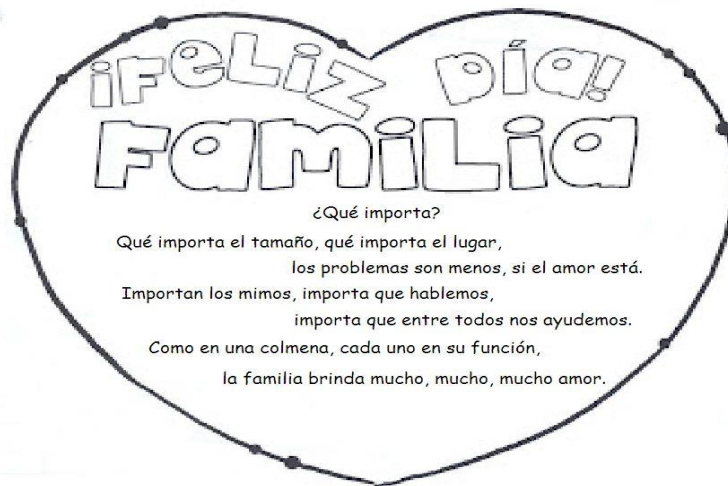 ¡FELIZ DÍA!
FAMILIA
¿Qué importa?
Qué importa el tamaño, qué importa el lugar,
los problemas son menos, si el amor está.
Importan los mimos, importa que hablemos,
importa que entre todos nos ayudemos.
Como en una colmena, cada uno en su función,
la familia brinda mucho, mucho, mucho amor.